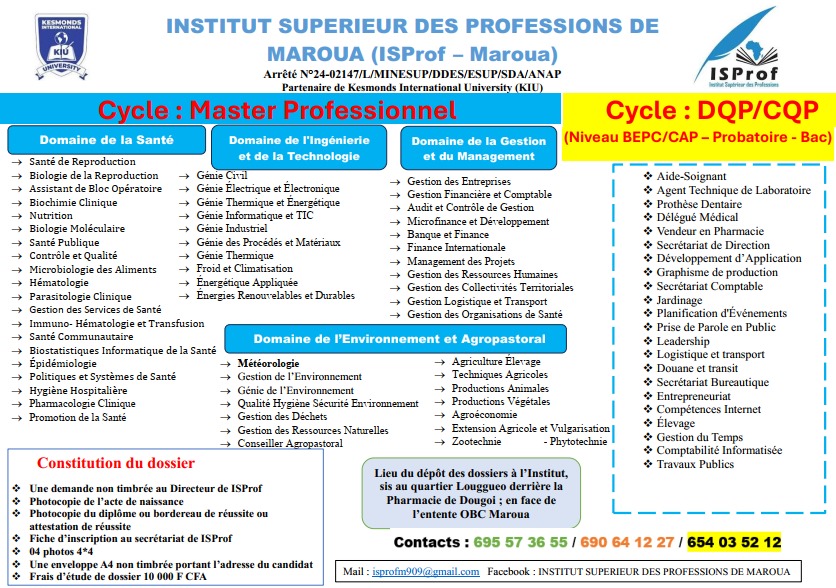 KESMONDS
INTERNATIONAL
KIU
UNIVERSITY
INSTITUT SUPERIEUR DES PROFESSIONS DE
MAROUA (ISProf – Maroua)
Arrêté N°24-02147/L/MINESUP/DDES/ESUP/SDA/ANAP
Partenaire de Kesmonds International University (KIU)
ISProf
Institut Supérieur des Professions
Cycle : Master Professionnel
Domaine de la Santé
→ Santé de Reproduction
→ Biologie de la Reproduction
→ Assistant de Bloc Opératoire
→ Biochimie Clinique
→ Nutrition
→ Biologie Moléculaire
→ Santé Publique
→ Contrôle et Qualité
→ Microbiologie des Aliments
→ Hématologie
→ Parasitologie Clinique
→ Gestion des Services de Santé
→ Immuno- Hématologie et Transfusion
→ Santé Communautaire
→ Biostatistiques Informatique de la Santé
→ Épidémiologie
→ Politiques et Systèmes de Santé
→ Hygiène Hospitalière
→ Pharmacologie Clinique
→ Promotion de la Santé
Domaine de l'Ingénierie
et de la Technologie
→ Génie Civil
→ Génie Électrique et Électronique
→ Génie Thermique et Énergétique
→ Génie Informatique et TIC
→ Génie Industriel
→ Génie des Procédés et Matériaux
→ Génie Thermique
→ Froid et Climatisation
→ Énergétique Appliquée
→ Énergies Renouvelables et Durables
Domaine de la Gestion
et du Management
→ Gestion des Entreprises
→ Gestion Financière et Comptable
→ Audit et Contrôle de Gestion
→ Microfinance et Développement
→ Banque et Finance
→ Finance Internationale
→ Management des Projets
→ Gestion des Ressources Humaines
→ Gestion des Collectivités Territoriales
→ Gestion Logistique et Transport
→ Gestion des Organisations de Santé
Domaine de l'Environnement et Agropastoral
→ Météorologie
→ Gestion de l'Environnement
→ Génie de l'Environnement
→ Qualité Hygiène Sécurité Environnement
→ Gestion des Déchets
→ Gestion des Ressources Naturelles
→ Conseiller Agropastoral
→ Agriculture Élevage
→ Techniques Agricoles
→ Productions Animales
→ Productions Végétales
→ Agroéconomie
→ Extension Agricole et Vulgarisation
→ Zootechnie - Phytotechnie
Cycle : DQP/CQP
(Niveau BEPC/CAP – Probatoire - Bac)
❖ Aide-Soignant
❖ Agent Technique de Laboratoire
❖ Prothèse Dentaire
❖ Délégué Médical
❖ Vendeur en Pharmacie
❖ Secrétariat de Direction
❖ Développement d'Application
❖ Graphisme de production
❖ Secrétariat Comptable
❖ Jardinage
❖ Planification d'Événements
❖ Prise de Parole en Public
❖ Leadership
❖ Logistique et transport
❖ Douane et transit
❖ Secrétariat Bureautique
❖ Entrepreneuriat
❖ Compétences Internet
❖ Élevage
❖ Gestion du Temps
❖ Comptabilité Informatisée
❖ Travaux Publics
Constitution du dossier
❖ Une demande non timbrée au Directeur de ISProf
❖ Photocopie de l'acte de naissance
❖ Photocopie du diplôme ou bordereau de réussite ou
attestation de réussite
❖ Fiche d'inscription au secrétariat de ISProf
❖ 04 photos 4*4
❖ Une enveloppe A4 non timbrée portant l'adresse du candidat
❖ Frais d'étude de dossier 10 000 F CFA
Lieu du dépôt des dossiers à l'Institut,
sis au quartier Louggueo derrière la
Pharmacie de Dougoi ; en face de
l'entente OBC Maroua
Contacts : 695 57 36 55 / 690 64 12 27 / 654 03 52 12
Mail : isprofm909@gmail.com Facebook : INSTITUT SUPERIEUR DES PROFESSIONS DE MAROUA